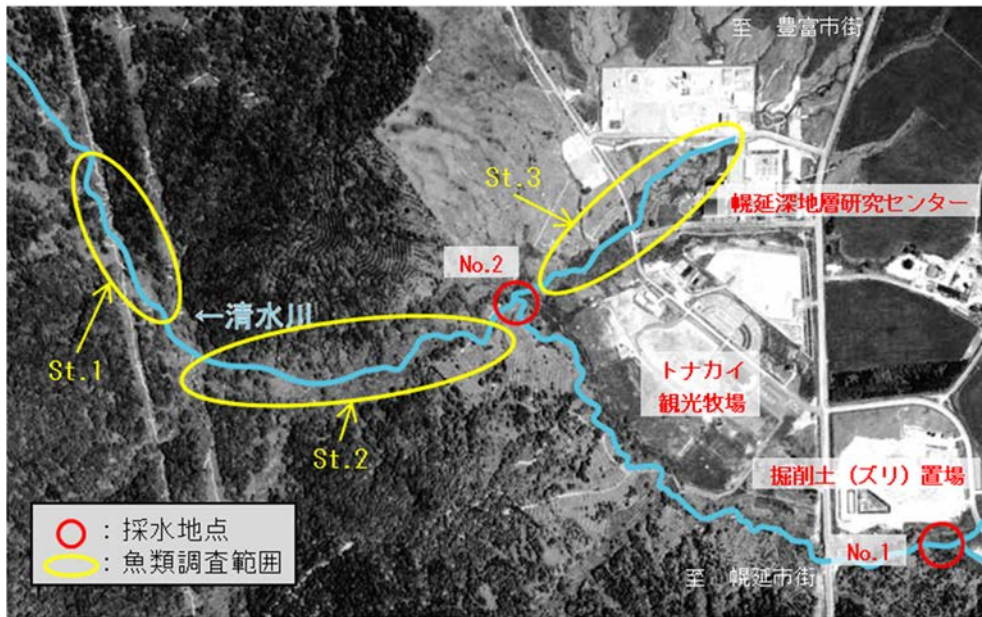 至 豊富市街
St.3
幌延深地層研究センター
No.2
←清水川
St.1
トナカイ
観光牧場
St.2
掘削土（ズリ）置場
No.1
至 幌延市街
○：採水地点
○：魚類調査範囲